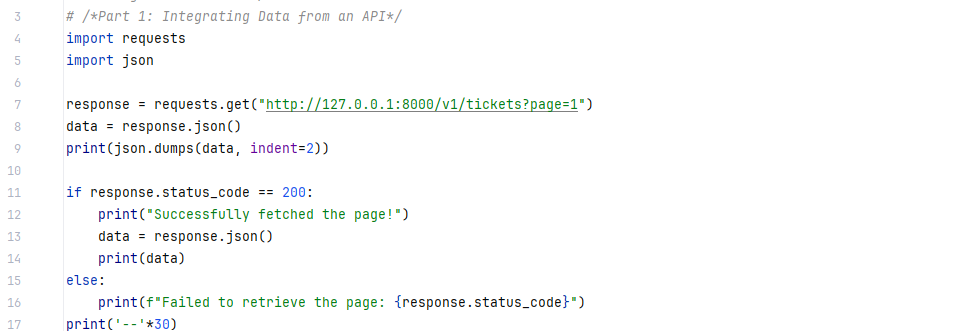 3 # /*Part 1: Integrating Data from an API*/
4 import requests
5 import json
6
7 response = requests.get("http://127.0.0.1:8000/v1/tickets?page=1")
8 data = response.json()
9 print(json.dumps(data, indent=2))
10
11 if response.status_code == 200:
12     print("Successfully fetched the page!")
13     data = response.json()
14     print(data)
15 else:
16     print(f"Failed to retrieve the page: {response.status_code}")
17 print('--'*30)